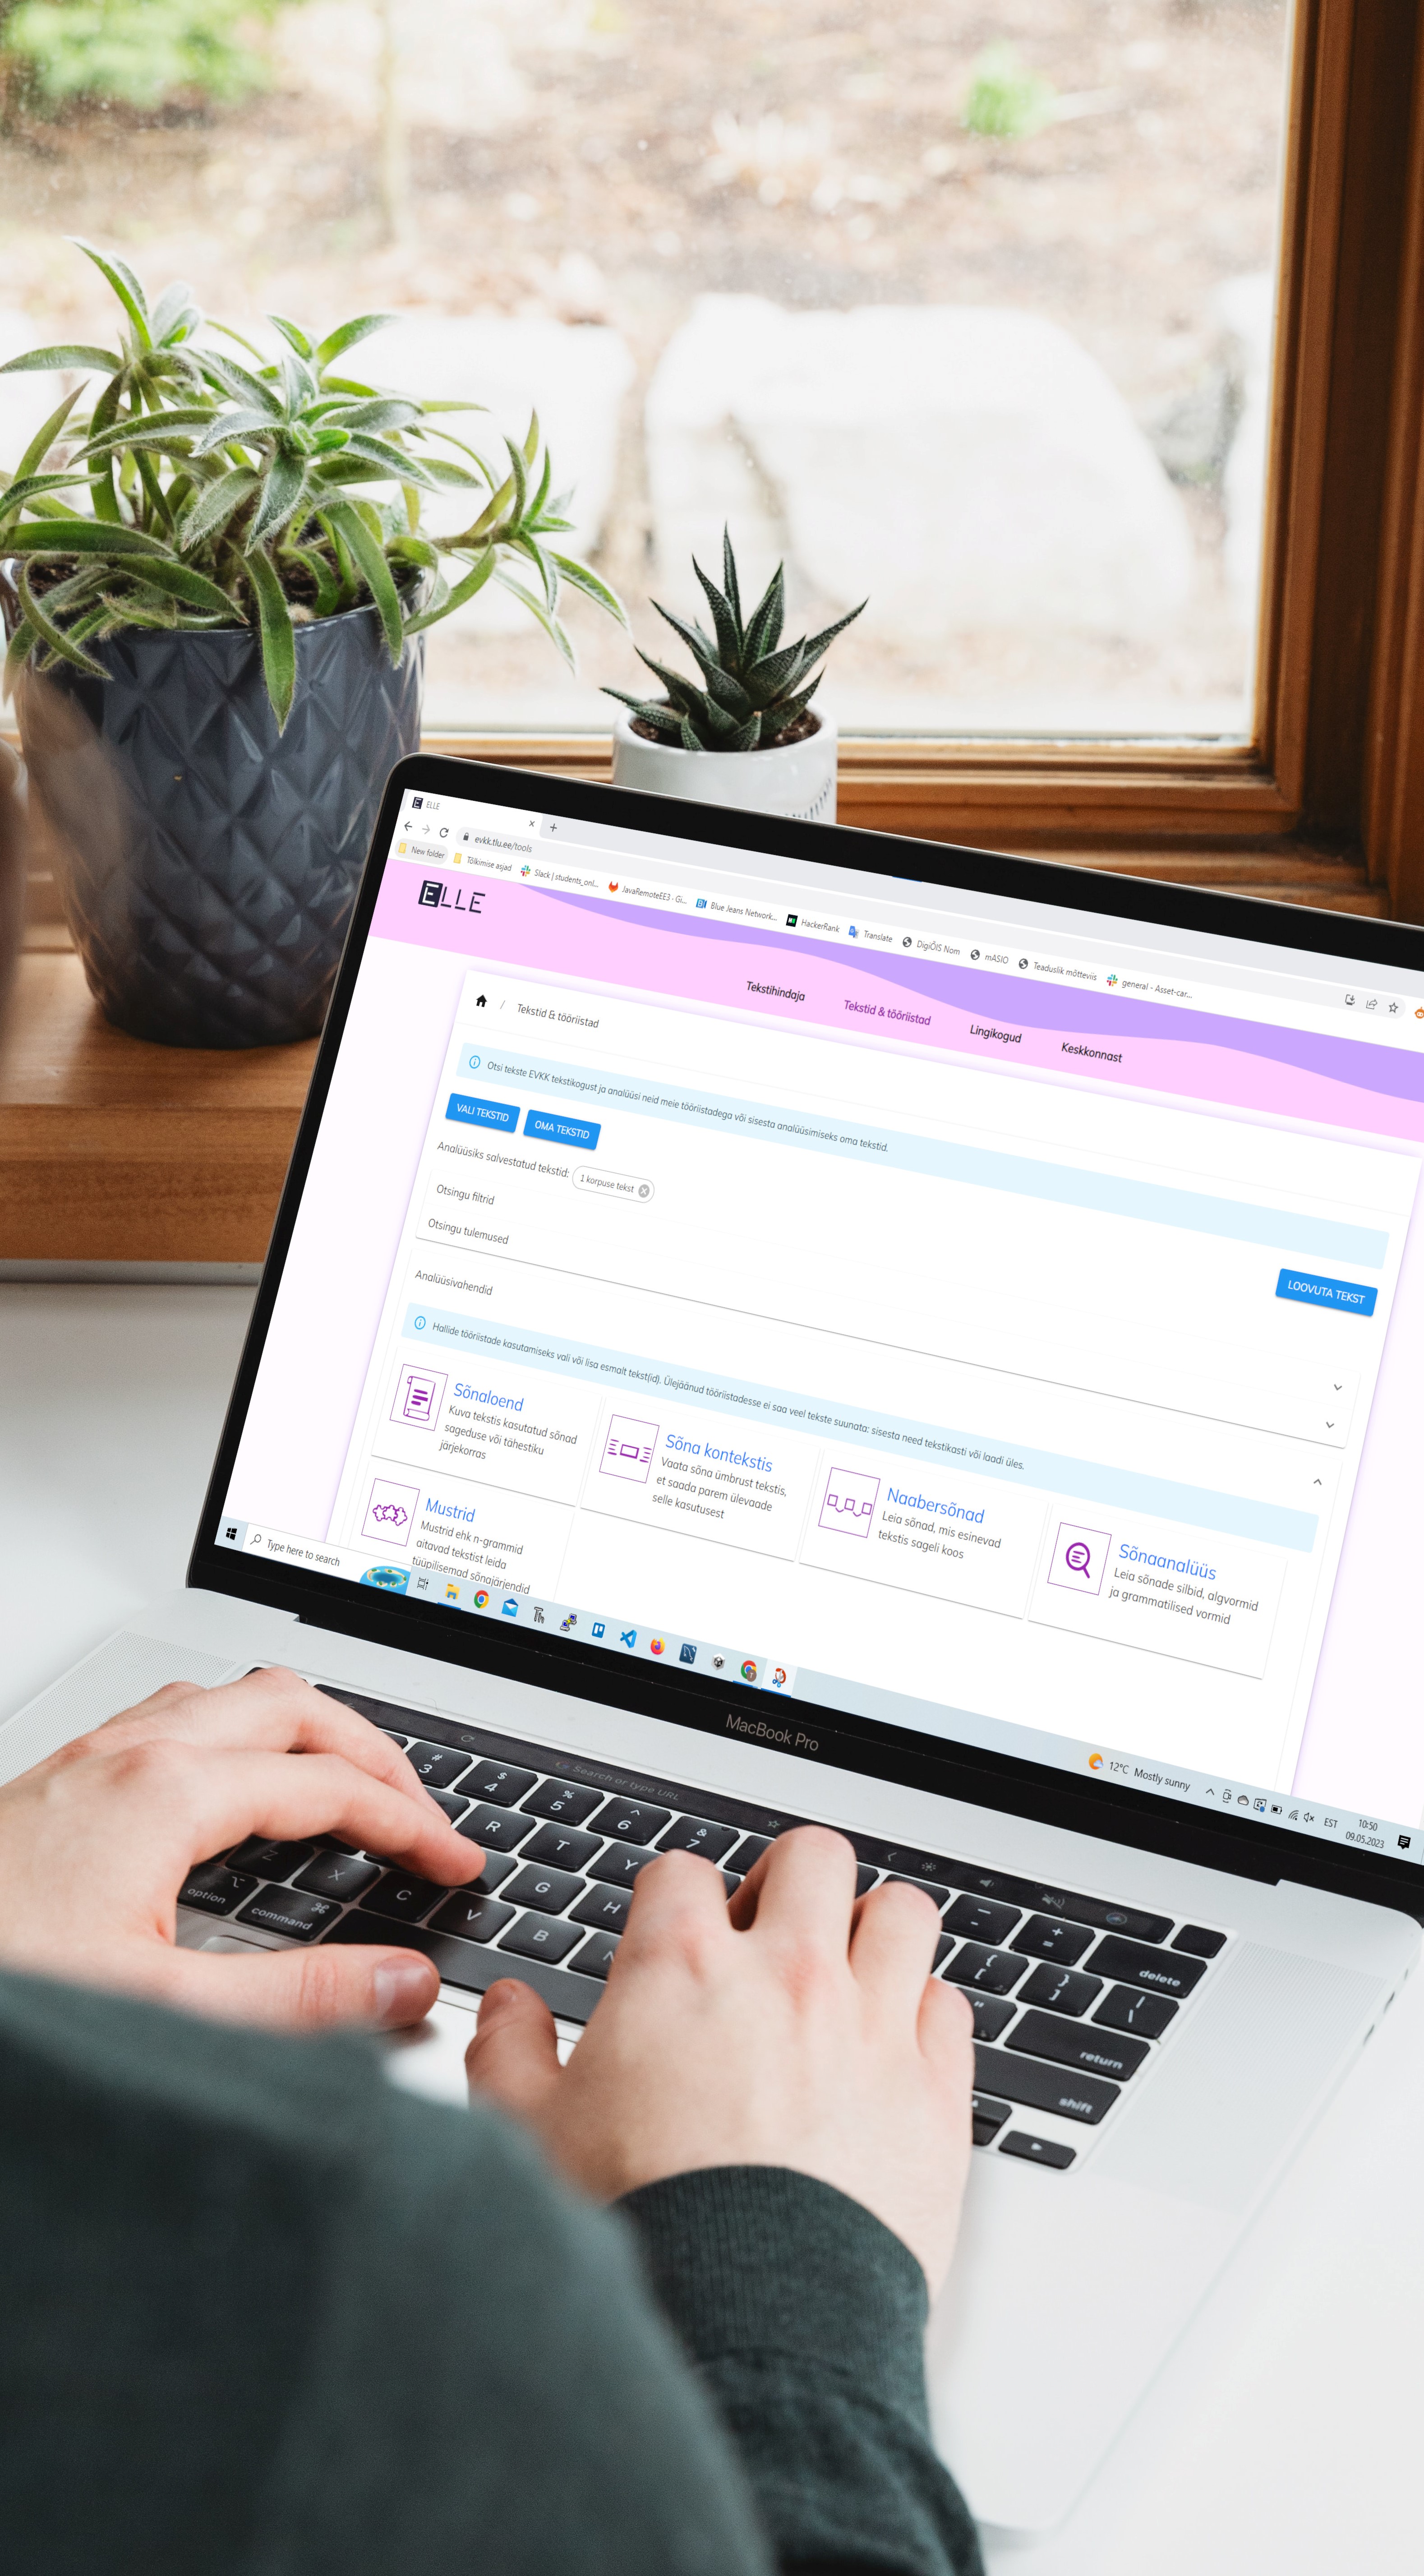 ELLE
evkk.tlu.ee/tools
New folder
Tõlkimise asjad
Slack | students_onl...
JavaRemoteEE3 · Gi...
Blue Jeans Network...
HackerRank
Translate
DigiÕIS Nom
mASIO
Teaduslik mõtteviis
general - Asset-car...
ELLE
Tekstihindaja
Tekstid & tööriistad
Lingikogud
Keskkonnast
/ Tekstid & tööriistad
Otsi tekste EVKK tekstikogust ja analüüsi neid meie tööriistadega või sisesta analüüsimiseks oma tekstid.
VALI TEKSTID
OMA TEKSTID
LOOVUTA TEKST
Analüüsiks salvestatud tekstid: 1 korpuse tekst
Otsingu filtrid
Otsingu tulemused
Analüüsivahendid
Hallide tööriistade kasutamiseks vali või lisa esmalt tekst(id). Ülejäänud tööriistadesse ei saa veel tekste suunata: sisesta need tekstikasti või laadi üles.
Sõnaloend
Kuva tekstis kasutatud sõnad
sageduse või tähestiku
järjekorras
Sõna kontekstis
Vaata sõna ümbrust tekstis,
et saada parem ülevaade
selle kasutusest
Naabersõnad
Leia sõnad, mis esinevad
tekstis sageli koos
Sõnaanalüüs
Leia sõnade silbid, algvormid
ja grammatilised vormid
Mustrid
Mustrid ehk n-grammid
aitavad tekstist leida
tüüpilisemad sõnajärjendid
Type here to search
12°C Mostly sunny
EST
10:50
09.05.2023
MacBook Pro
Search or type URL
# 3
$ 4
% 5
^ 6
& 7
R
T
Y
G
H
Z
X
C
V
B
N
option
command
delete
return
shift